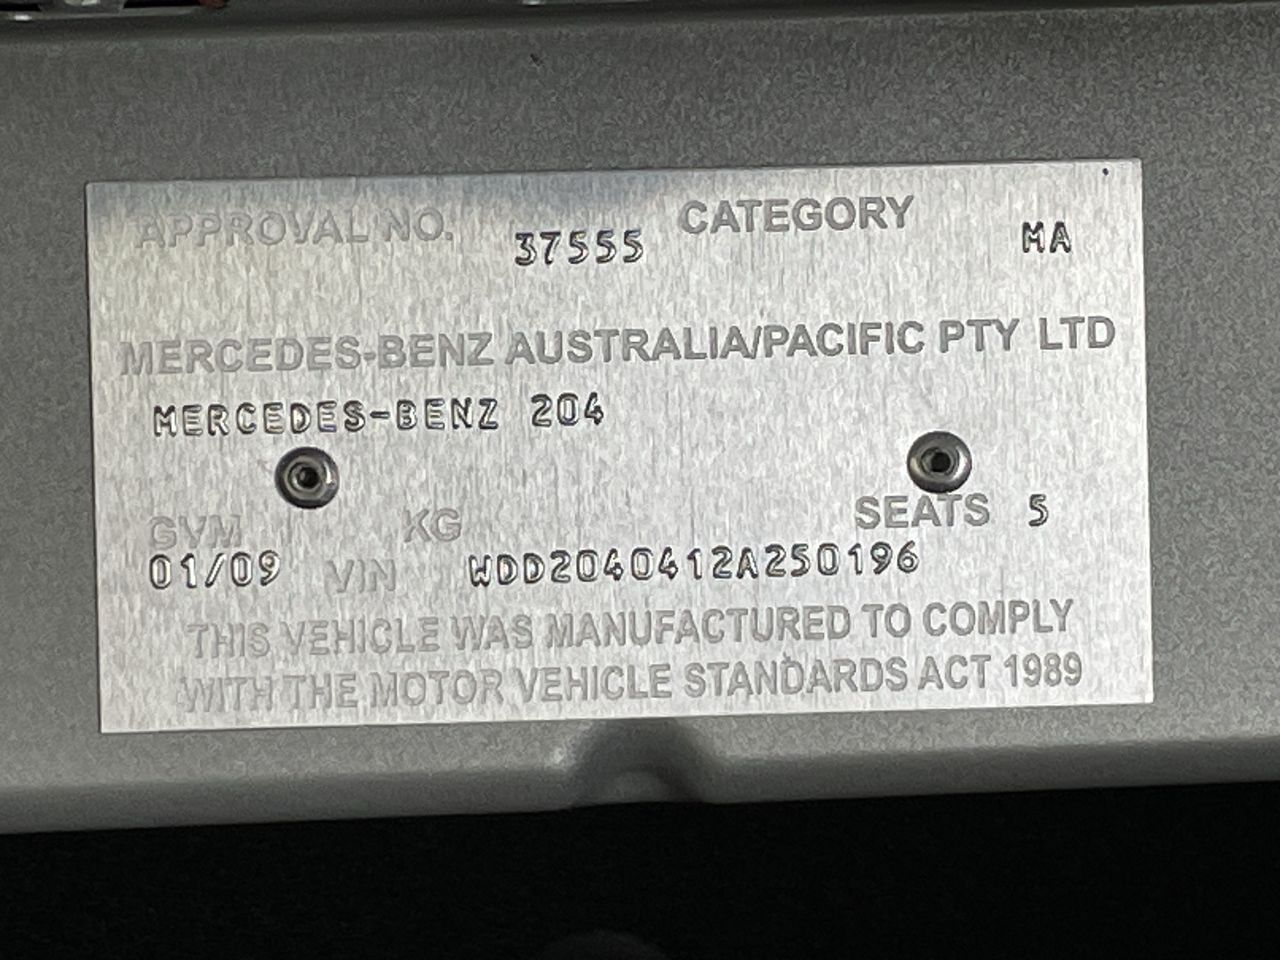 APPROVAL NO. 37555 CATEGORY MA
MERCEDES-BENZ AUSTRALIA/PACIFIC PTY LTD
MERCEDES-BENZ 204
GVM KG SEATS 5
01/09 VIN WDD2040412A250196
THIS VEHICLE WAS MANUFACTURED TO COMPLY
WITH THE MOTOR VEHICLE STANDARDS ACT 1989